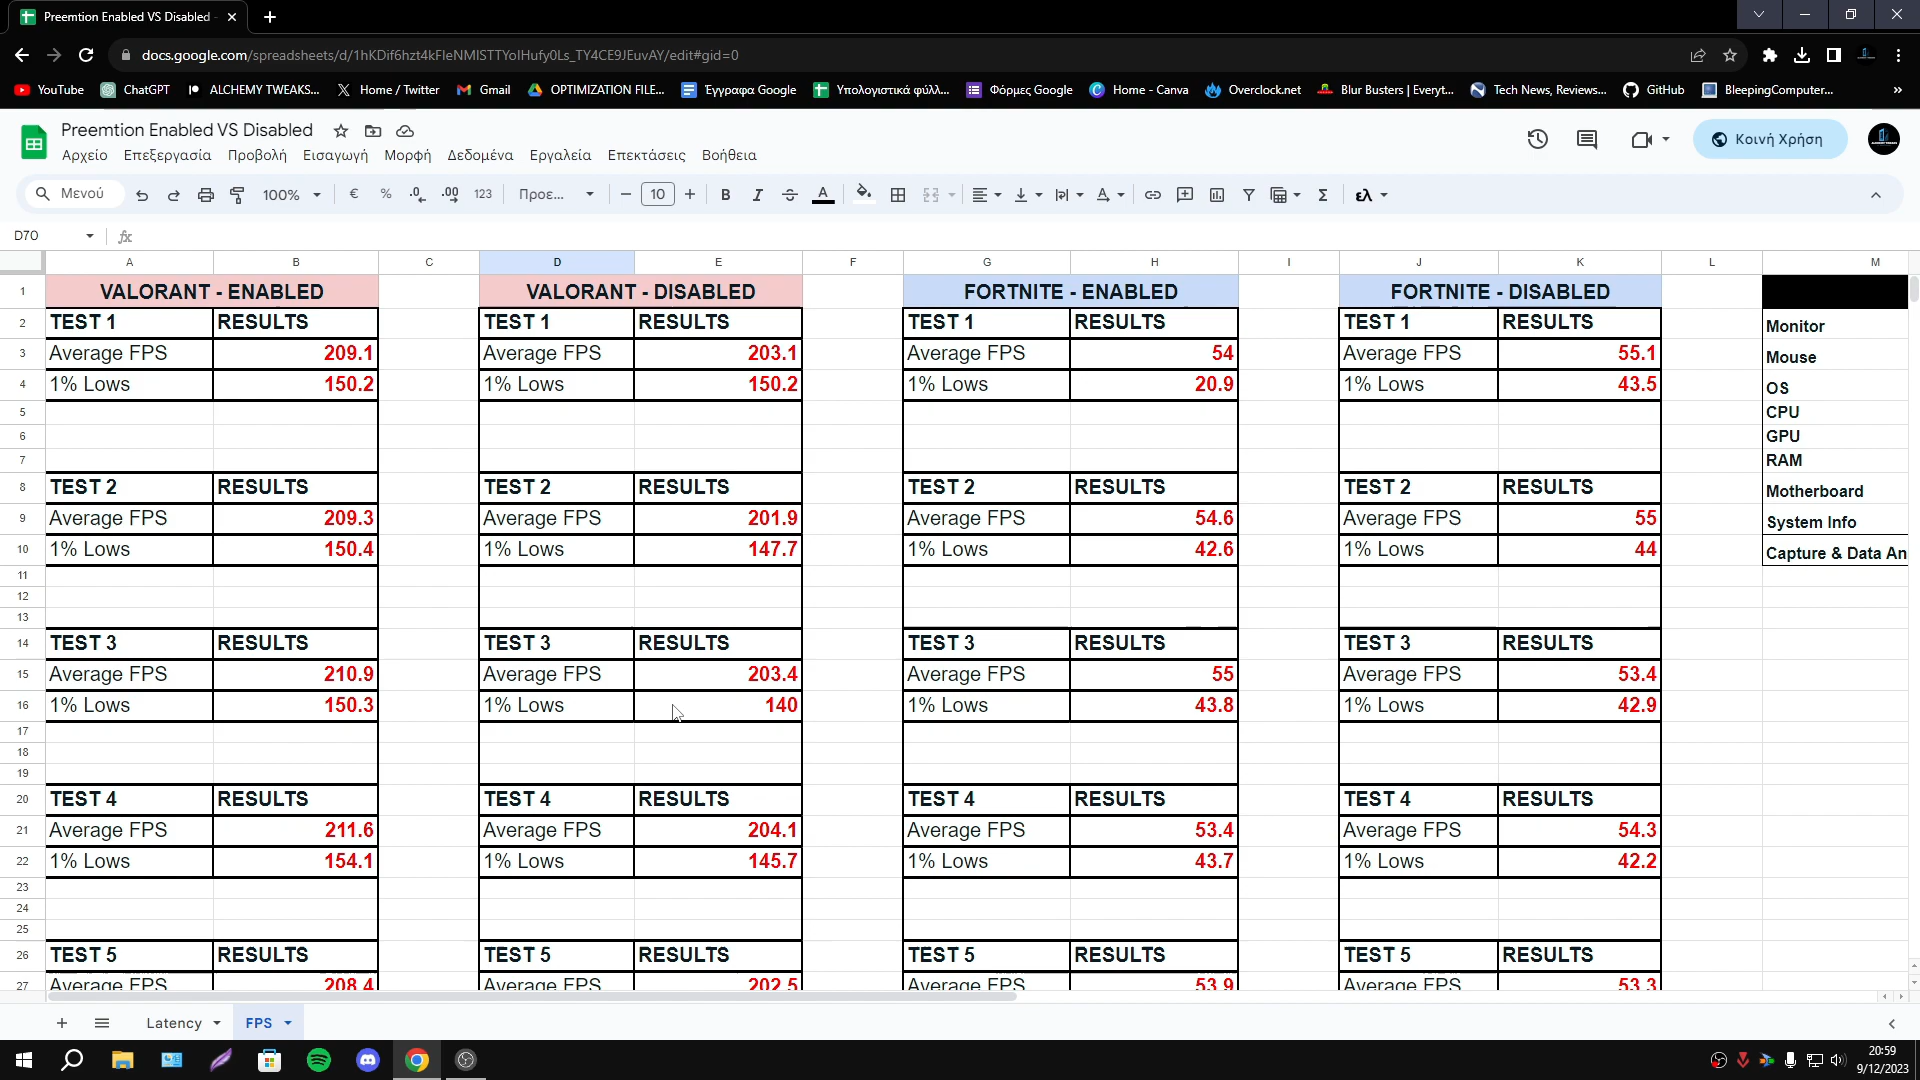 Preemtion Enabled VS Disabled -
docs.google.com/spreadsheets/d/1hKDif6hzt4kFleNMISTTYolHufy0Ls_TY4CE9JEuvAY/edit#gid=0
YouTube ChatGPT ALCHEMY TWEAKS... Home / Twitter Gmail OPTIMIZATION FILE... Έγγραφα Google Υπολογιστικά φύλλ... Φόρμες Google Home - Canva Overclock.net Blur Busters | Everyt... Tech News, Reviews... GitHub BleepingComputer... »
Preemtion Enabled VS Disabled
Αρχείο Επεξεργασία Προβολή Εισαγωγή Μορφή Δεδομένα Εργαλεία Επεκτάσεις Βοήθεια
Κοινή Χρήση
Μενού 100% € % .0 .00 123 Προε... − 10 + B I S A Σ ελ
D70 fx
A B C D E F G H I J K L M
1 VALORANT - ENABLED VALORANT - DISABLED FORTNITE - ENABLED FORTNITE - DISABLED
2 TEST 1 RESULTS TEST 1 RESULTS TEST 1 RESULTS TEST 1 RESULTS Monitor
3 Average FPS 209.1 Average FPS 203.1 Average FPS 54 Average FPS 55.1 Mouse
4 1% Lows 150.2 1% Lows 150.2 1% Lows 20.9 1% Lows 43.5 OS
5 CPU
6 GPU
7 RAM
8 TEST 2 RESULTS TEST 2 RESULTS TEST 2 RESULTS TEST 2 RESULTS Motherboard
9 Average FPS 209.3 Average FPS 201.9 Average FPS 54.6 Average FPS 55 System Info
10 1% Lows 150.4 1% Lows 147.7 1% Lows 42.6 1% Lows 44 Capture & Data An
11
12
13
14 TEST 3 RESULTS TEST 3 RESULTS TEST 3 RESULTS TEST 3 RESULTS
15 Average FPS 210.9 Average FPS 203.4 Average FPS 55 Average FPS 53.4
16 1% Lows 150.3 1% Lows 140 1% Lows 43.8 1% Lows 42.9
17
18
19
20 TEST 4 RESULTS TEST 4 RESULTS TEST 4 RESULTS TEST 4 RESULTS
21 Average FPS 211.6 Average FPS 204.1 Average FPS 53.4 Average FPS 54.3
22 1% Lows 154.1 1% Lows 145.7 1% Lows 43.7 1% Lows 42.2
23
24
25
26 TEST 5 RESULTS TEST 5 RESULTS TEST 5 RESULTS TEST 5 RESULTS
27 Average FPS 208.4 Average FPS 202.5 Average FPS 53.9 Average FPS 53.3
Latency FPS
20:59
9/12/2023